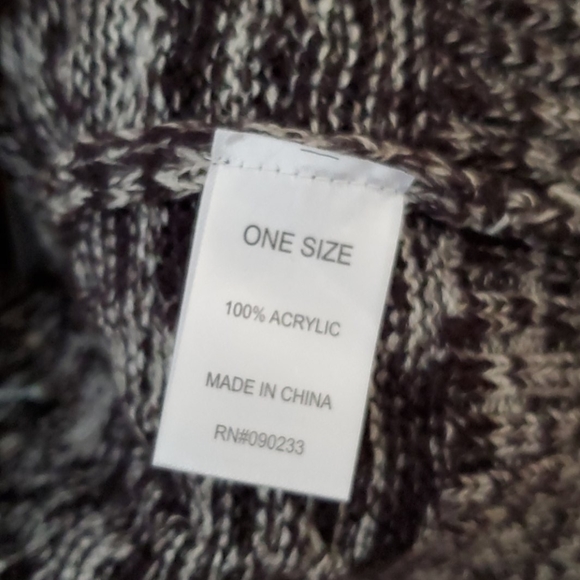 ONE SIZE
100% ACRYLIC
MADE IN CHINA
RN#090233